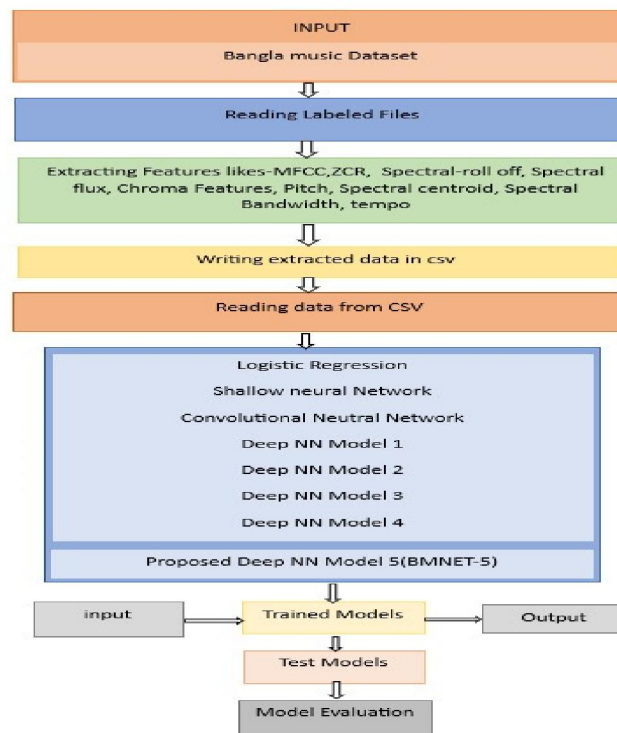 INPUT
Bangla music Dataset
Reading Labeled Files
Extracting Features likes-MFCC,ZCR, Spectral-roll off, Spectral
flux, Chroma Features, Pitch, Spectral centroid, Spectral
Bandwidth, tempo
Writing extracted data in csv
Reading data from CSV
Logistic Regression
Shallow neural Network
Convolutional Neutral Network
Deep NN Model 1
Deep NN Model 2
Deep NN Model 3
Deep NN Model 4
Proposed Deep NN Model 5(BMNET-5)
input
Trained Models
Output
Test Models
Model Evaluation